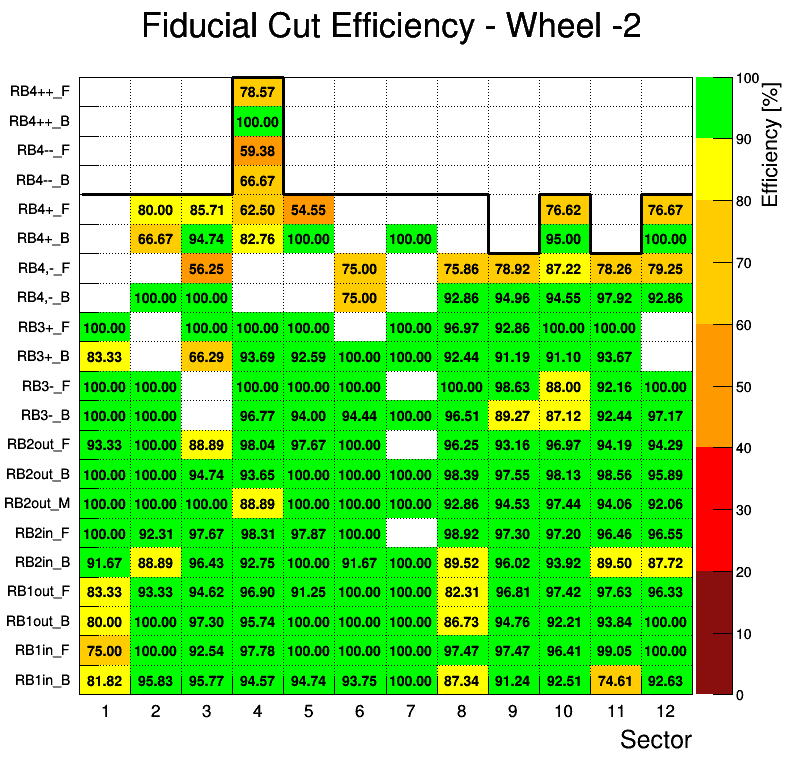 Fiducial Cut Efficiency - Wheel -2
RB4++_F 78.57
RB4++_B 100.00
RB4--_F 59.38
RB4--_B 66.67
RB4+_F 80.00 85.71 62.50 54.55 76.62 76.67
RB4+_B 66.67 94.74 82.76 100.00 100.00 95.00 100.00
RB4,-_F 56.25 75.00 75.86 78.92 87.22 78.26 79.25
RB4,-_B 100.00 100.00 75.00 92.86 94.96 94.55 97.92 92.86
RB3+_F 100.00 100.00 100.00 100.00 100.00 96.97 92.86 100.00 100.00
RB3+_B 83.33 66.29 93.69 92.59 100.00 100.00 92.44 91.19 91.10 93.67
RB3-_F 100.00 100.00 100.00 100.00 100.00 100.00 98.63 88.00 92.16 100.00
RB3-_B 100.00 100.00 96.77 94.00 94.44 100.00 96.51 89.27 87.12 92.44 97.17
RB2out_F 93.33 100.00 88.89 98.04 97.67 100.00 96.25 93.16 96.97 94.19 94.29
RB2out_B 100.00 100.00 94.74 93.65 100.00 100.00 100.00 98.39 97.55 98.13 98.56 95.89
RB2out_M 100.00 100.00 100.00 88.89 100.00 100.00 100.00 92.86 94.53 97.44 94.06 92.06
RB2in_F 100.00 92.31 97.67 98.31 97.87 100.00 98.92 97.30 97.20 96.46 96.55
RB2in_B 91.67 88.89 96.43 92.75 100.00 91.67 100.00 89.52 96.02 93.92 89.50 87.72
RB1out_F 83.33 93.33 94.62 96.90 91.25 100.00 100.00 82.31 96.81 97.42 97.63 96.33
RB1out_B 80.00 100.00 97.30 95.74 100.00 100.00 100.00 86.73 94.76 92.21 93.84 100.00
RB1in_F 75.00 100.00 92.54 97.78 100.00 100.00 100.00 97.47 97.47 96.41 99.05 100.00
RB1in_B 81.82 95.83 95.77 94.57 94.74 93.75 100.00 87.34 91.24 92.51 74.61 92.63
1 2 3 4 5 6 7 8 9 10 11 12
Sector
100
90
80
70
60
50
40
30
20
10
0
Efficiency [%]